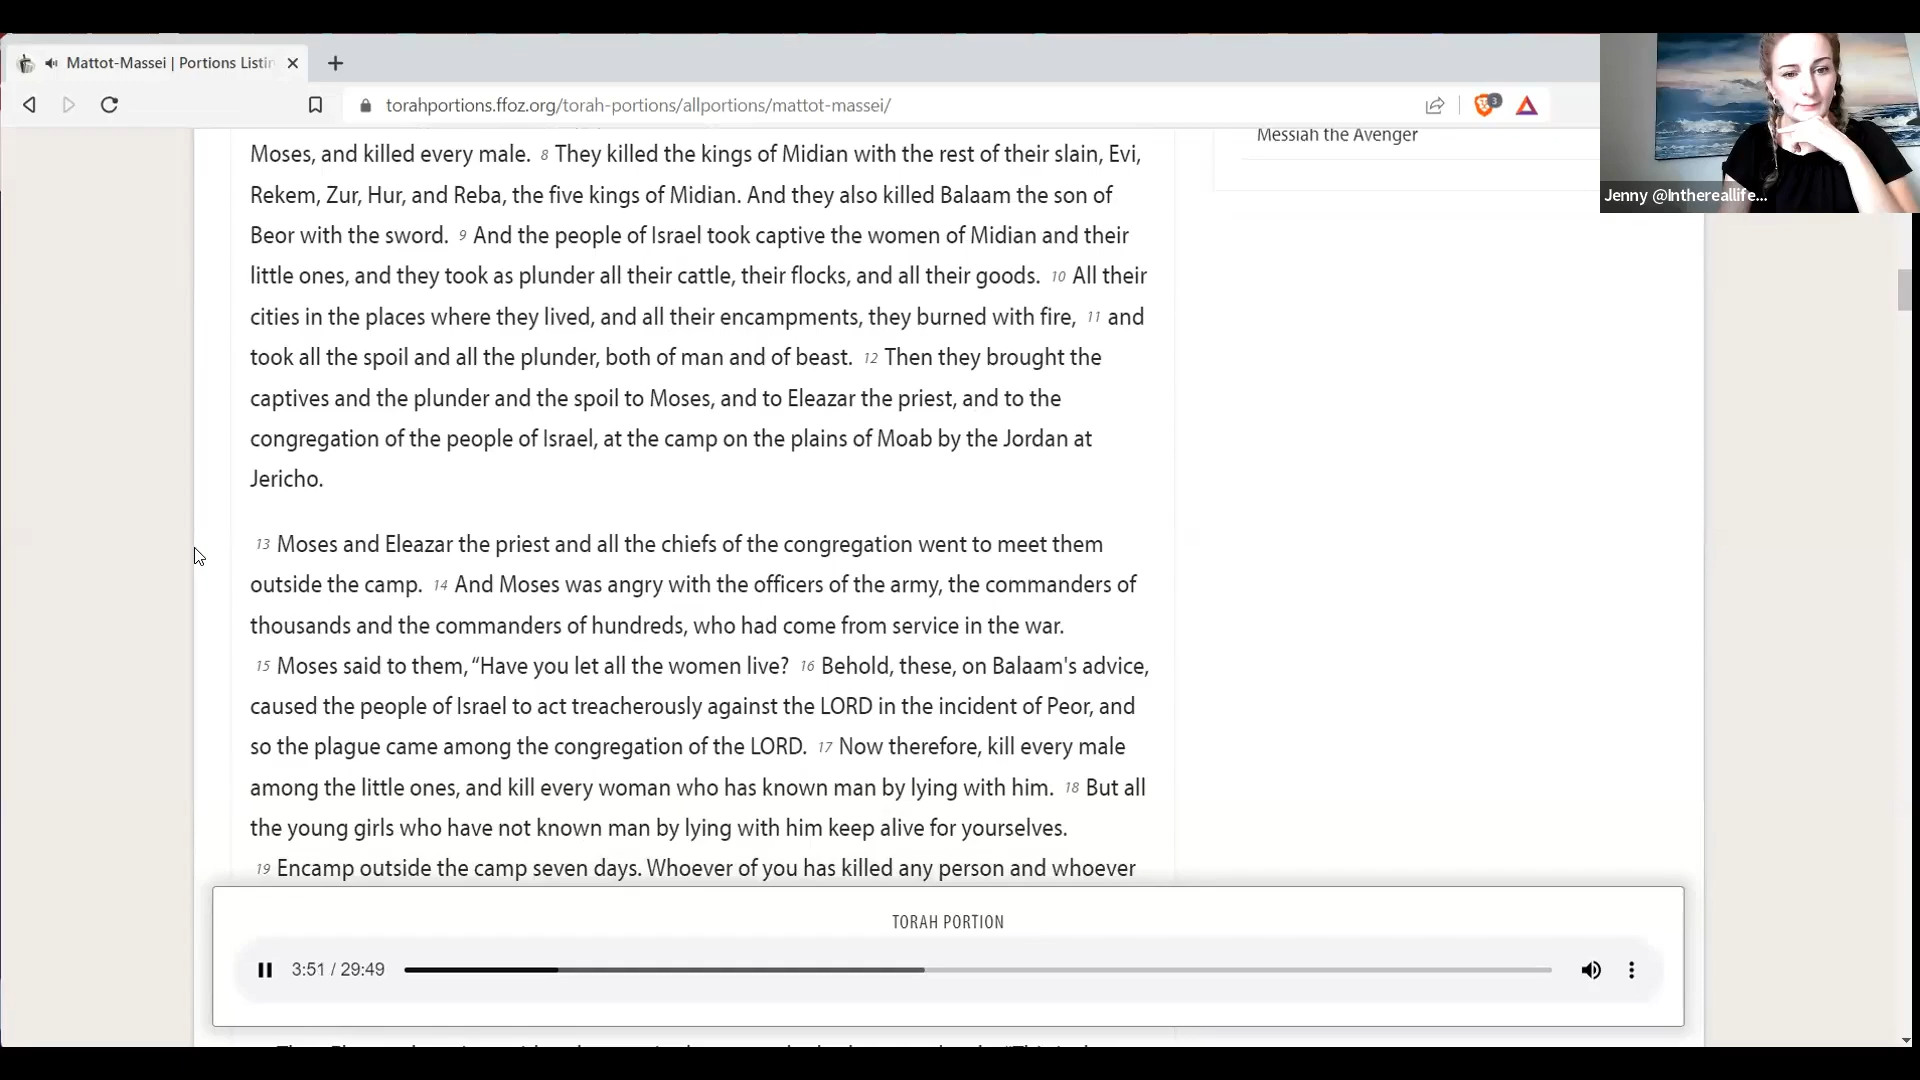 Mattot-Massei | Portions Listin
torahportions.ffoz.org/torah-portions/allportions/mattot-massei/
3
Messiah the Avenger
Jenny @Inthereallife...
Moses, and killed every male. 8 They killed the kings of Midian with the rest of their slain, Evi,
Rekem, Zur, Hur, and Reba, the five kings of Midian. And they also killed Balaam the son of
Beor with the sword. 9 And the people of Israel took captive the women of Midian and their
little ones, and they took as plunder all their cattle, their flocks, and all their goods. 10 All their
cities in the places where they lived, and all their encampments, they burned with fire, 11 and
took all the spoil and all the plunder, both of man and of beast. 12 Then they brought the
captives and the plunder and the spoil to Moses, and to Eleazar the priest, and to the
congregation of the people of Israel, at the camp on the plains of Moab by the Jordan at
Jericho.
13 Moses and Eleazar the priest and all the chiefs of the congregation went to meet them
outside the camp. 14 And Moses was angry with the officers of the army, the commanders of
thousands and the commanders of hundreds, who had come from service in the war.
15 Moses said to them, “Have you let all the women live? 16 Behold, these, on Balaam's advice,
caused the people of Israel to act treacherously against the LORD in the incident of Peor, and
so the plague came among the congregation of the LORD. 17 Now therefore, kill every male
among the little ones, and kill every woman who has known man by lying with him. 18 But all
the young girls who have not known man by lying with him keep alive for yourselves.
19 Encamp outside the camp seven days. Whoever of you has killed any person and whoever
TORAH PORTION
3:51 / 29:49